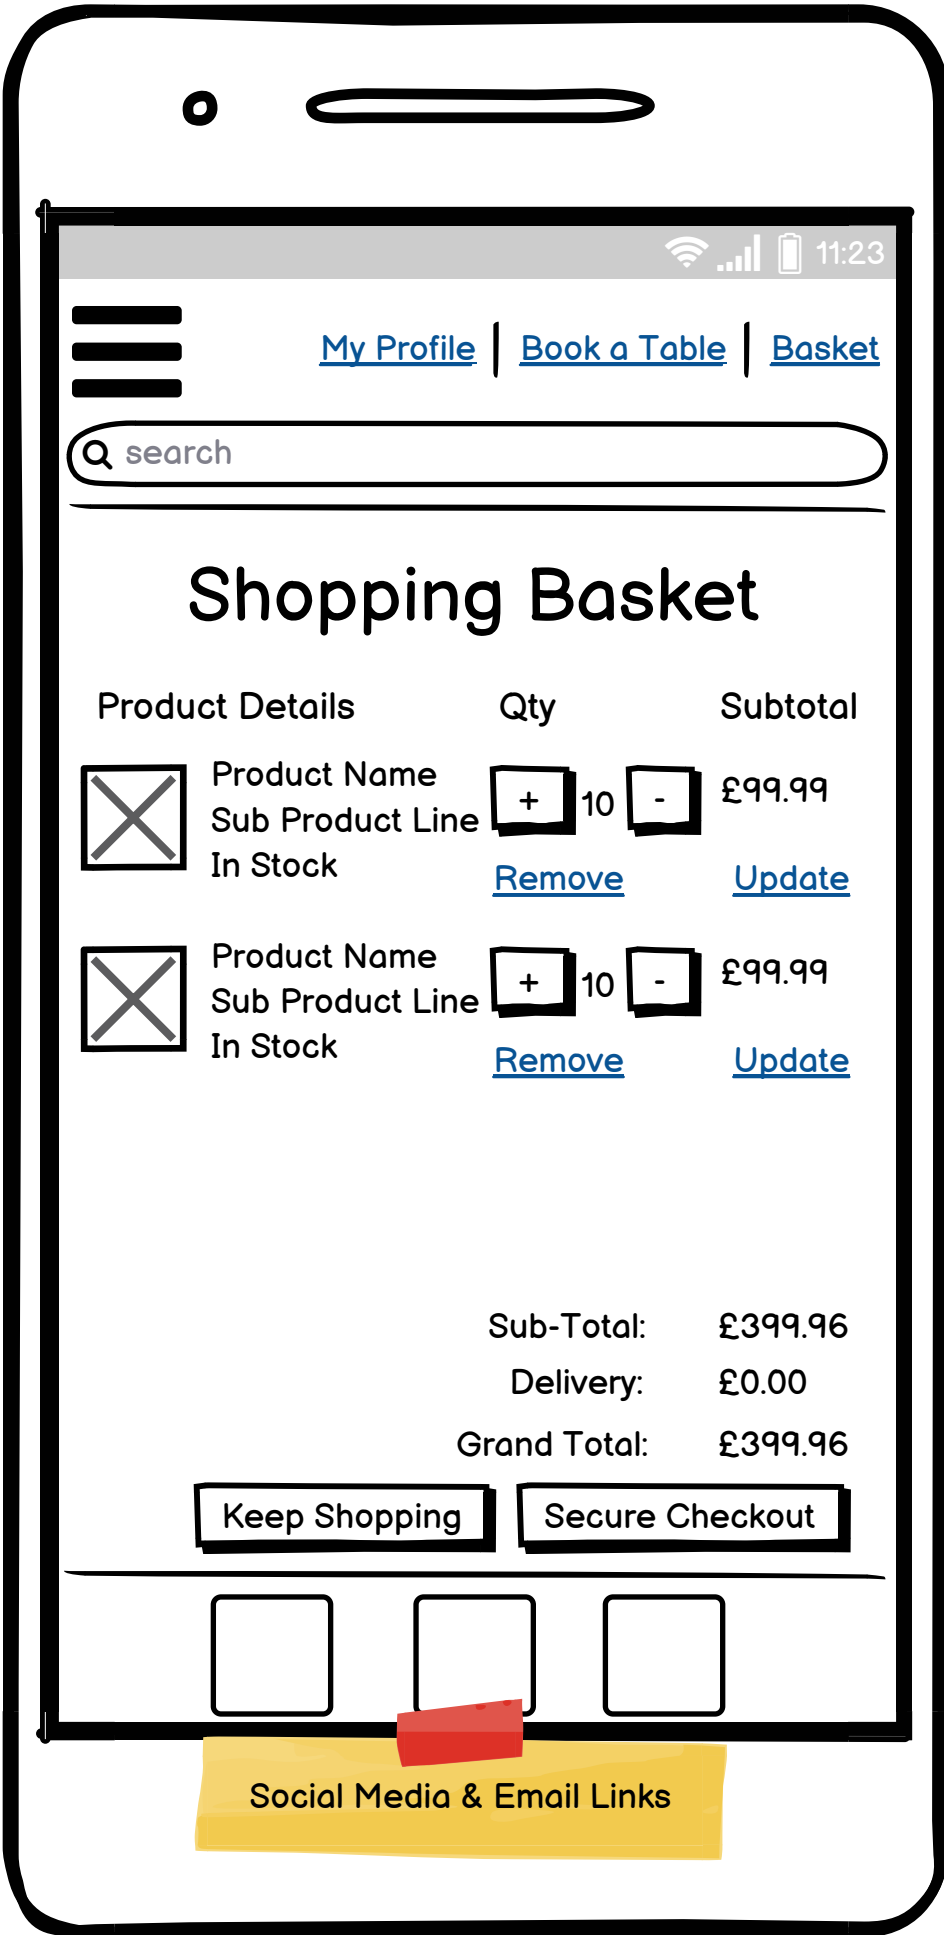 11:23
My Profile | Book a Table | Basket
search
Shopping Basket
Product Details Qty Subtotal
Product Name
Sub Product Line
In Stock
+ 10 - £99.99
Remove Update
Product Name
Sub Product Line
In Stock
+ 10 - £99.99
Remove Update
Sub-Total: £399.96
Delivery: £0.00
Grand Total: £399.96
Keep Shopping Secure Checkout
Social Media & Email Links